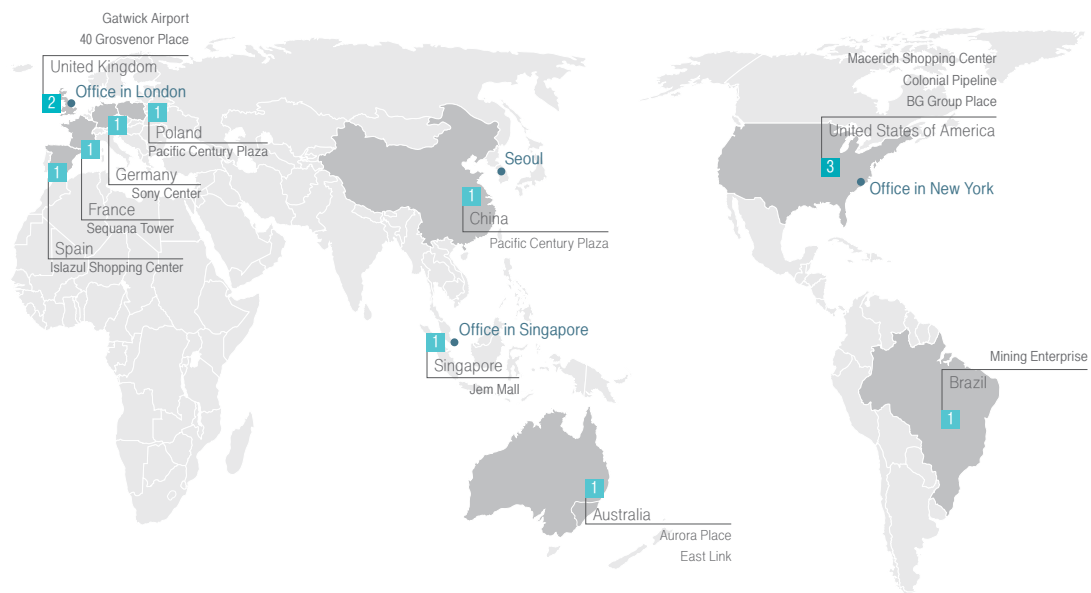 Gatwick Airport
40 Grosvenor Place
United Kingdom
2
Office in London
1
Poland
Pacific Century Plaza
1
Germany
Sony Center
1
France
Sequana Tower
1
Spain
Islazul Shopping Center
Seoul
1
China
Pacific Century Plaza
Office in Singapore
1
Singapore
Jem Mall
1
Australia
Aurora Place
East Link
Macerich Shopping Center
Colonial Pipeline
BG Group Place
United States of America
3
Office in New York
Mining Enterprise
Brazil
1